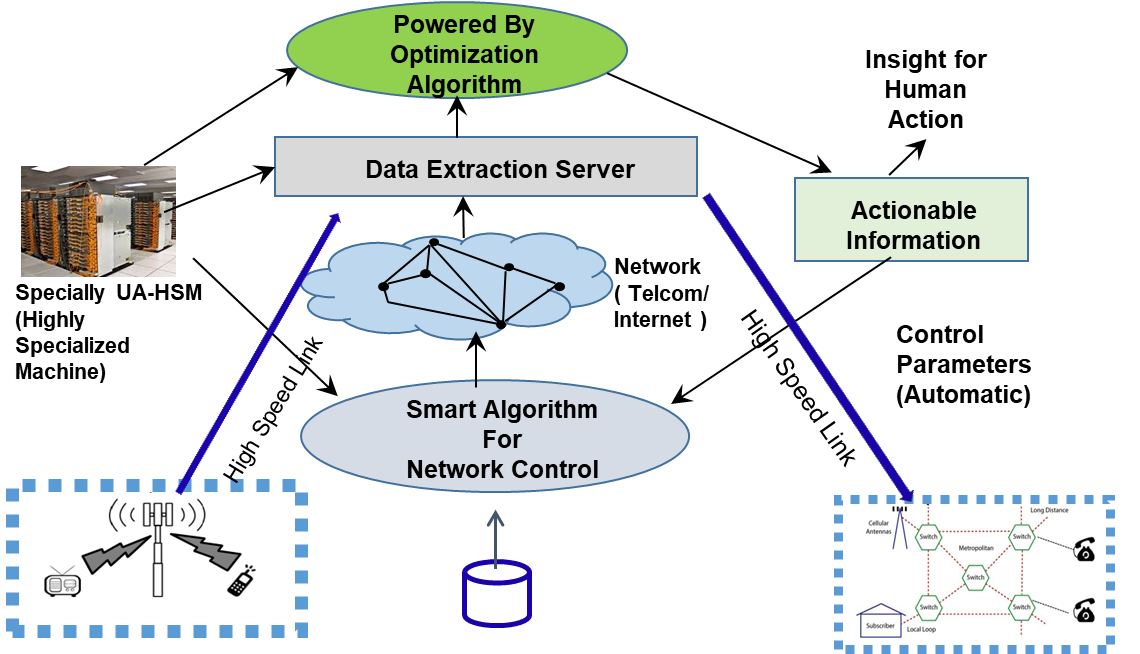 Powered By
Optimization
Algorithm
Insight for
Human
Action
Data Extraction Server
Actionable
Information
Specially UA-HSM
(Highly
Specialized
Machine)
Network
( Telcom/
Internet )
High Speed Link
High Speed Link
Control
Parameters
(Automatic)
Smart Algorithm
For
Network Control
Cellular
Antennas
Long Distance
Switch
Switch
Metropolitan
Switch
Switch
Switch
Subscriber
Local Loop